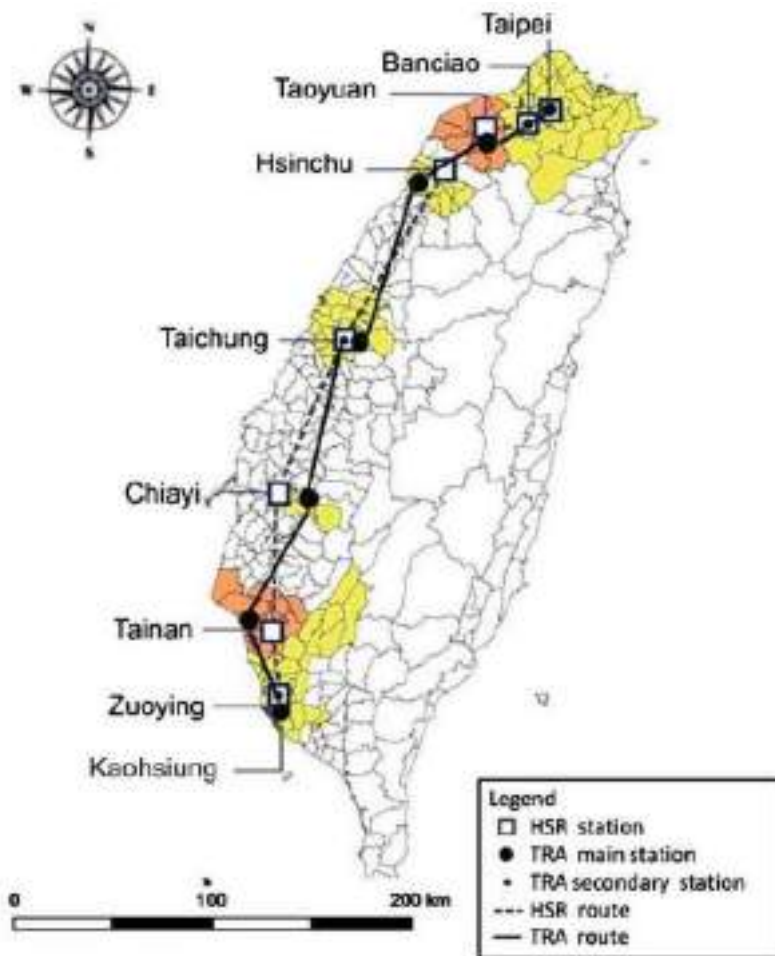 Taipei
Banciao
Taoyuan
Hsinchu
Taichung
Chiayi
Tainan
Zuoying
Kaohsiung
N
W
E
S
0
100
200 km
Legend
HSR station
TRA main station
TRA secondary station
HSR route
TRA route